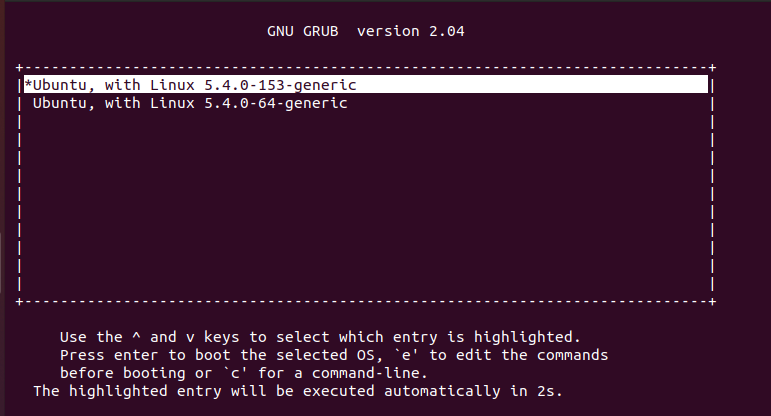 GNU GRUB  version 2.04
+----------------------------------------------------------------------------+
|*Ubuntu, with Linux 5.4.0-153-generic                                       |
| Ubuntu, with Linux 5.4.0-64-generic                                        |
|                                                                            |
|                                                                            |
|                                                                            |
|                                                                            |
|                                                                            |
|                                                                            |
|                                                                            |
|                                                                            |
|                                                                            |
|                                                                            |
+----------------------------------------------------------------------------+
Use the ^ and v keys to select which entry is highlighted.
Press enter to boot the selected OS, `e' to edit the commands
before booting or `c' for a command-line.
The highlighted entry will be executed automatically in 2s.